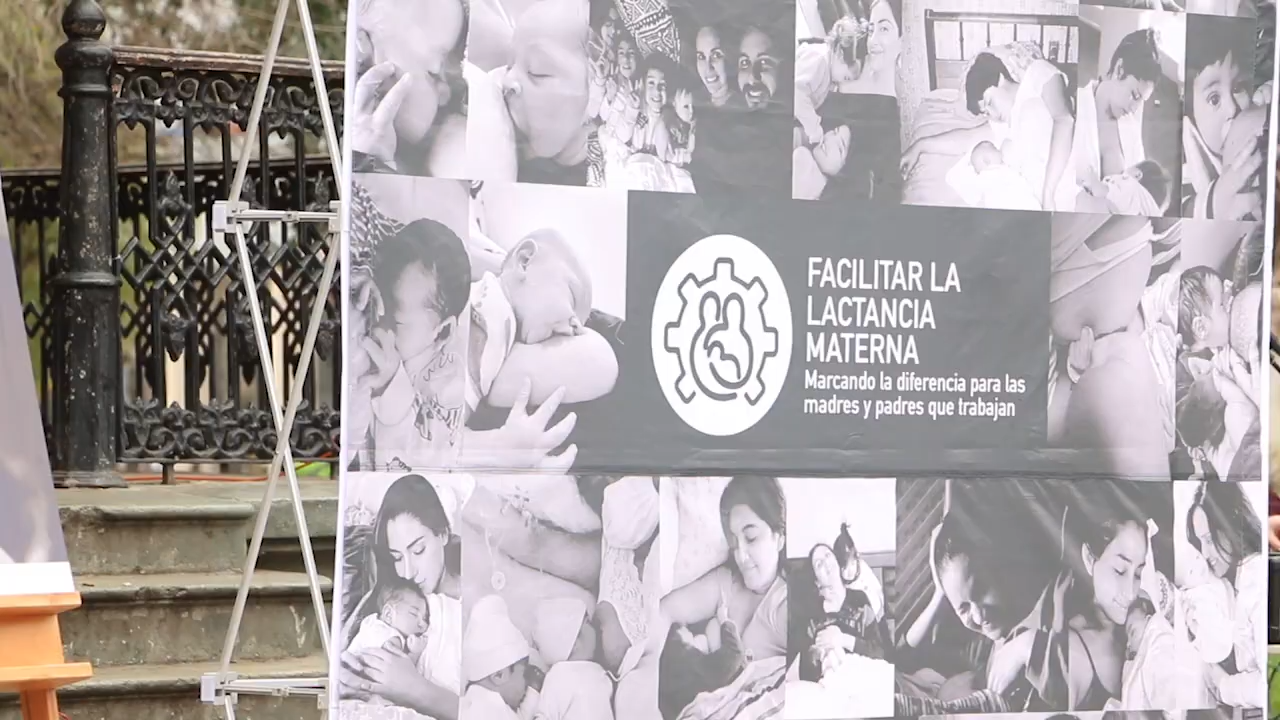 FACILITAR LA
LACTANCIA
MATERNA
Marcando la diferencia para las
madres y padres que trabajan